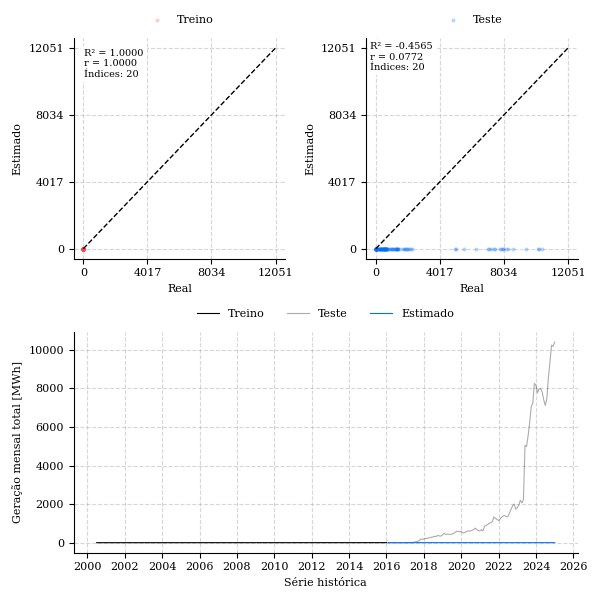 Treino
Teste
12051
R² = 1.0000
r = 1.0000
Índices: 20
8034
4017
0
Estimado
0
4017
8034
12051
Real
12051
R² = -0.4565
r = 0.0772
Índices: 20
8034
4017
0
Estimado
0
4017
8034
12051
Real
Treino
Teste
Estimado
10000
8000
6000
4000
2000
0
Geração mensal total [MWh]
2000
2002
2004
2006
2008
2010
2012
2014
2016
2018
2020
2022
2024
2026
Série histórica